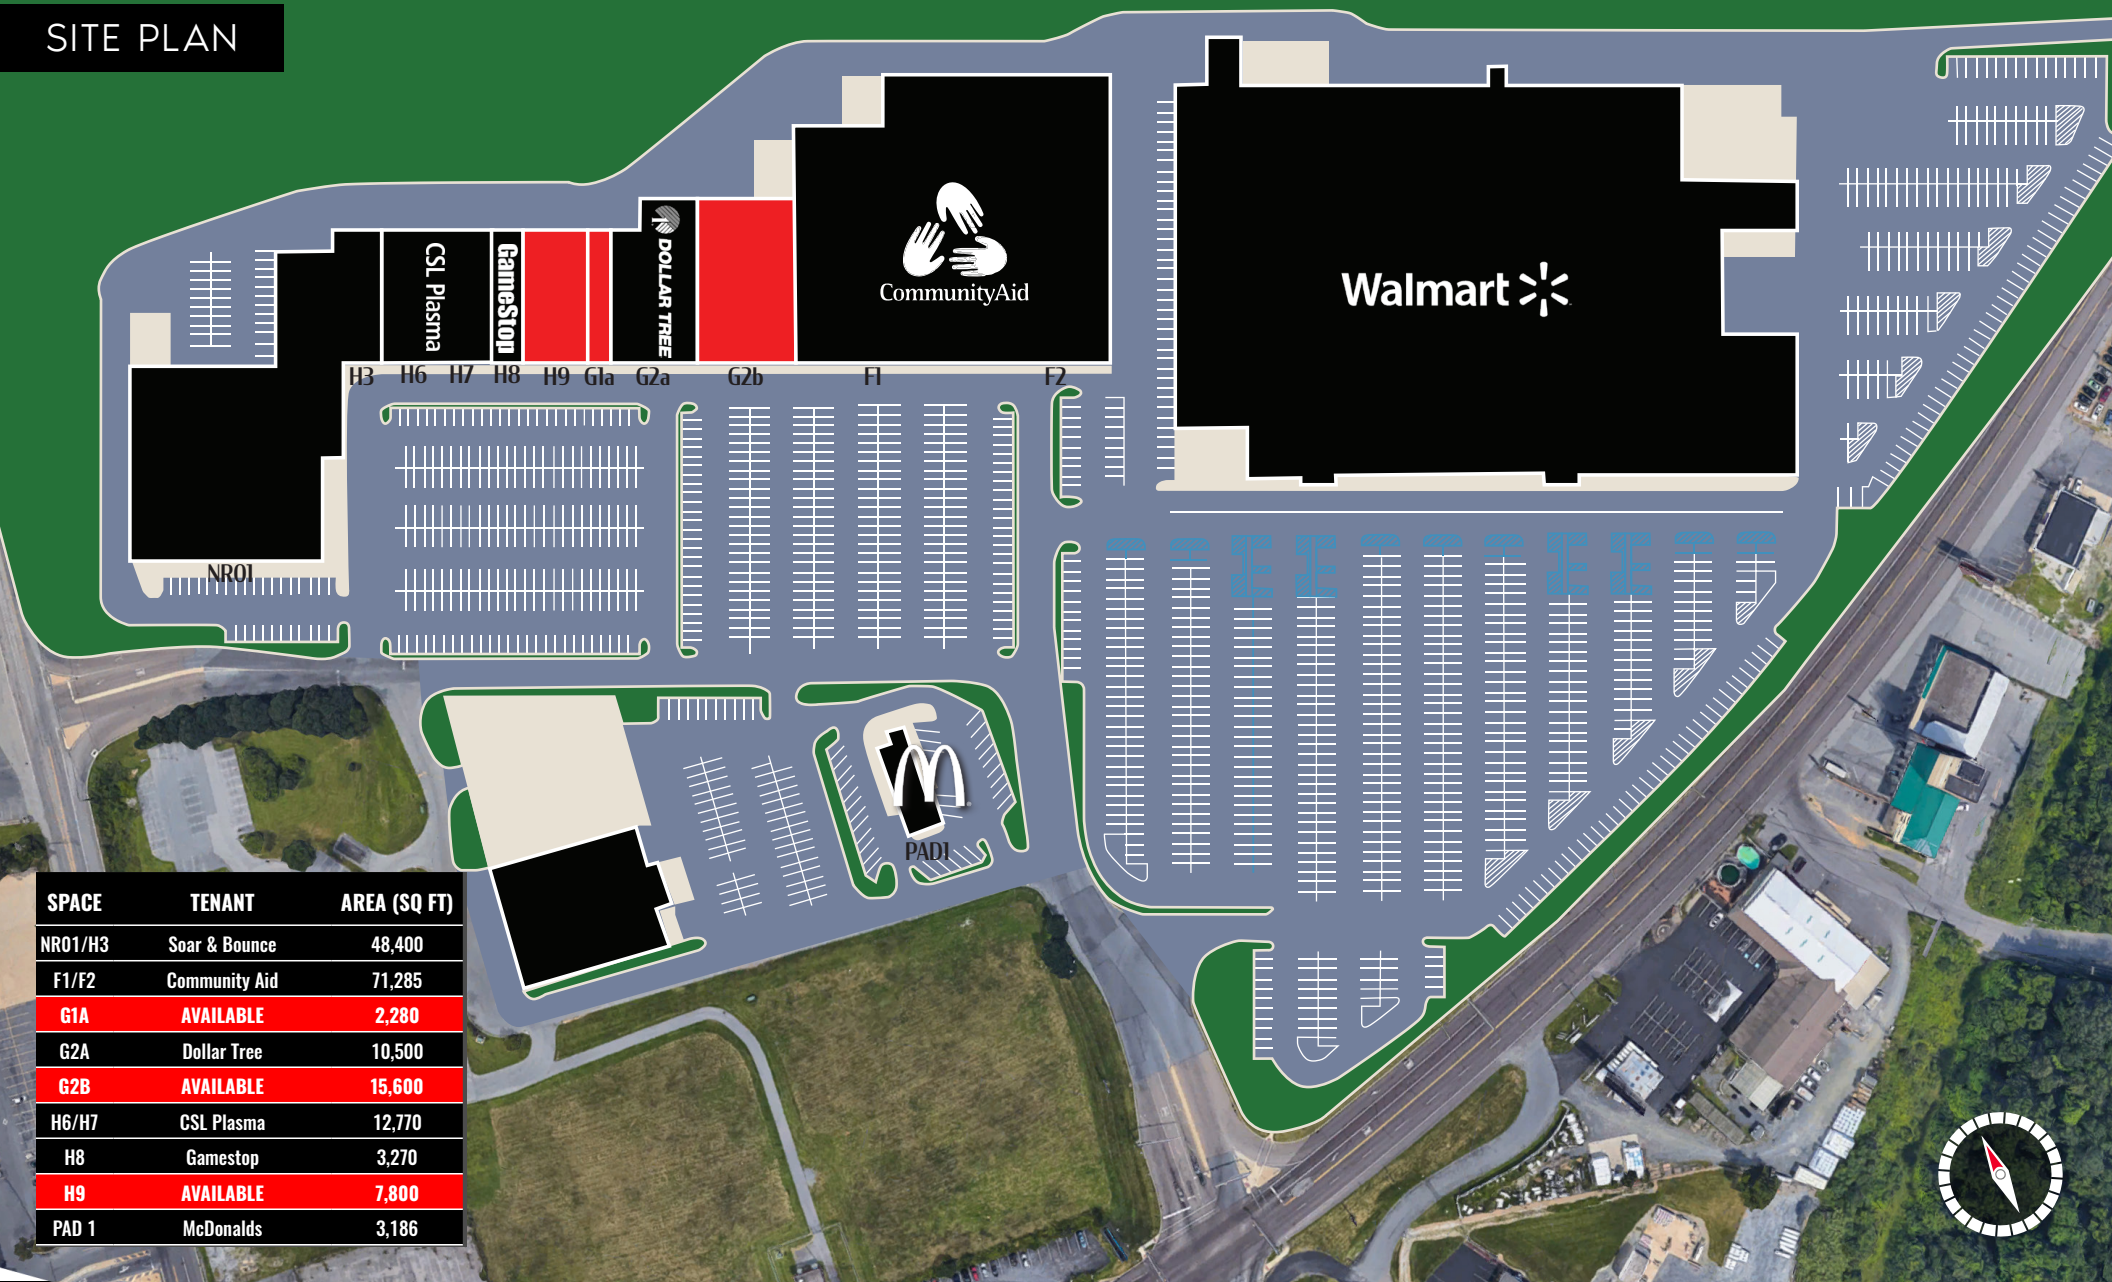 SITE PLAN
CommunityAid
Walmart
CSL Plasma
GameStop
DOLLAR TREE
H3 H6 H7 H8 H9 G1a G2a G2b F1 F2
NR01
PAD1
SPACE TENANT AREA (SQ FT)
NR01/H3 Soar & Bounce 48,400
F1/F2 Community Aid 71,285
G1A AVAILABLE 2,280
G2A Dollar Tree 10,500
G2B AVAILABLE 15,600
H6/H7 CSL Plasma 12,770
H8 Gamestop 3,270
H9 AVAILABLE 7,800
PAD 1 McDonalds 3,186